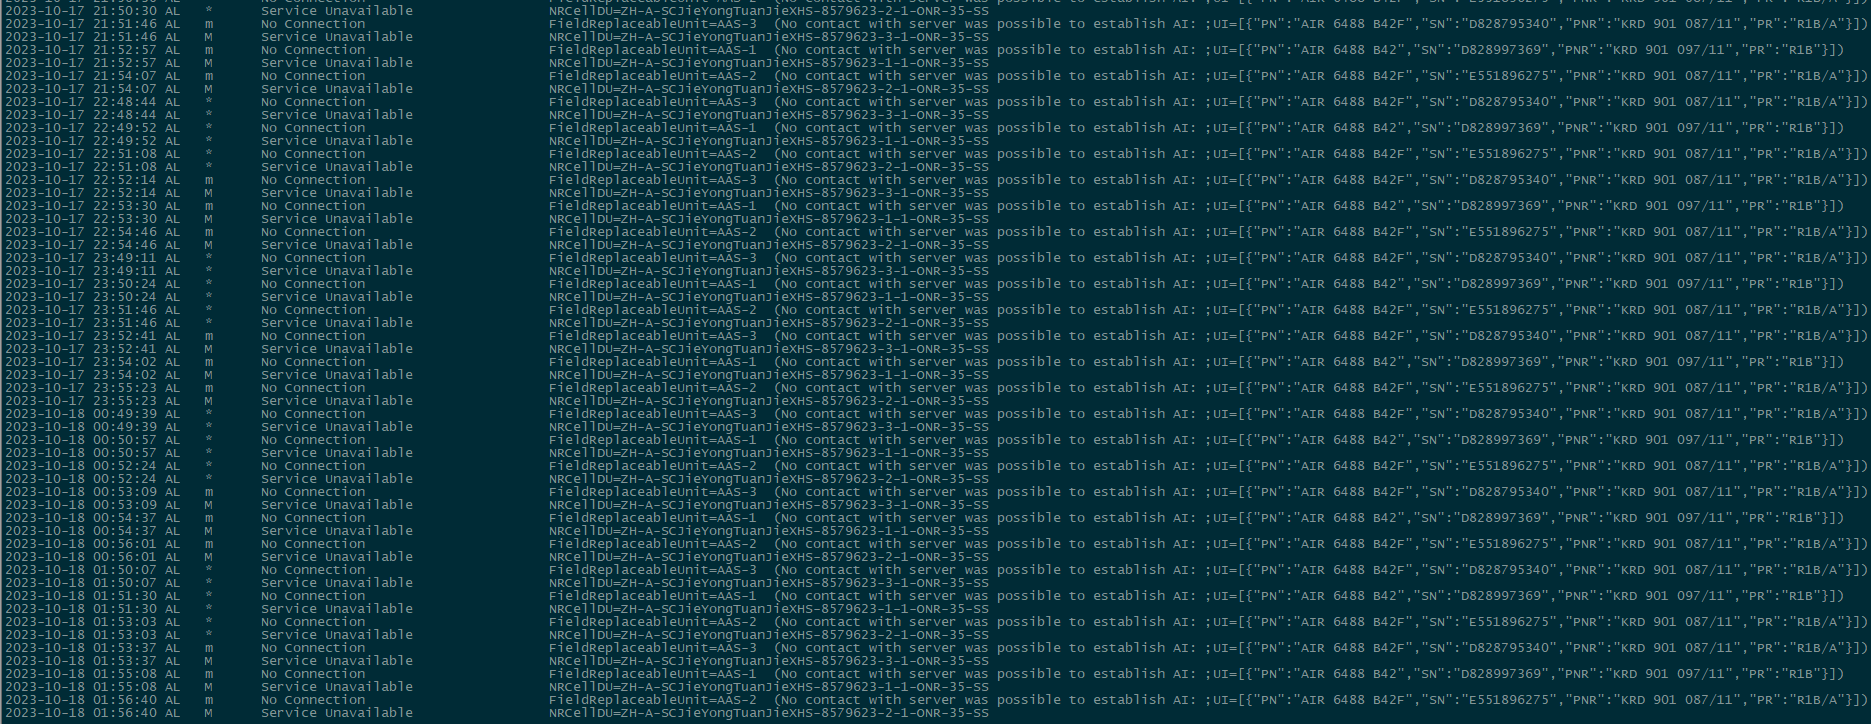 2023-10-17 21:50:30 AL   *      Service Unavailable                 NRCellDU=ZH-A-SCJieYongTuanJieXHS-8579623-2-1-ONR-35-SS
2023-10-17 21:51:46 AL   m      No Connection                       FieldReplaceableUnit=AAS-3  (No contact with server was possible to establish AI: ;UI=[{"PN":"AIR 6488 B42F","SN":"D828795340","PNR":"KRD 901 087/11","PR":"R1B/A"}])
2023-10-17 21:51:46 AL   M      Service Unavailable                 NRCellDU=ZH-A-SCJieYongTuanJieXHS-8579623-3-1-ONR-35-SS
2023-10-17 21:52:57 AL   m      No Connection                       FieldReplaceableUnit=AAS-1  (No contact with server was possible to establish AI: ;UI=[{"PN":"AIR 6488 B42","SN":"D828997369","PNR":"KRD 901 097/11","PR":"R1B"}])
2023-10-17 21:52:57 AL   M      Service Unavailable                 NRCellDU=ZH-A-SCJieYongTuanJieXHS-8579623-1-1-ONR-35-SS
2023-10-17 21:54:07 AL   m      No Connection                       FieldReplaceableUnit=AAS-2  (No contact with server was possible to establish AI: ;UI=[{"PN":"AIR 6488 B42F","SN":"E551896275","PNR":"KRD 901 087/11","PR":"R1B/A"}])
2023-10-17 21:54:07 AL   M      Service Unavailable                 NRCellDU=ZH-A-SCJieYongTuanJieXHS-8579623-2-1-ONR-35-SS
2023-10-17 22:48:44 AL   *      No Connection                       FieldReplaceableUnit=AAS-3  (No contact with server was possible to establish AI: ;UI=[{"PN":"AIR 6488 B42F","SN":"D828795340","PNR":"KRD 901 087/11","PR":"R1B/A"}])
2023-10-17 22:48:44 AL   *      Service Unavailable                 NRCellDU=ZH-A-SCJieYongTuanJieXHS-8579623-3-1-ONR-35-SS
2023-10-17 22:49:52 AL   *      No Connection                       FieldReplaceableUnit=AAS-1  (No contact with server was possible to establish AI: ;UI=[{"PN":"AIR 6488 B42","SN":"D828997369","PNR":"KRD 901 097/11","PR":"R1B"}])
2023-10-17 22:49:52 AL   *      Service Unavailable                 NRCellDU=ZH-A-SCJieYongTuanJieXHS-8579623-1-1-ONR-35-SS
2023-10-17 22:51:08 AL   *      No Connection                       FieldReplaceableUnit=AAS-2  (No contact with server was possible to establish AI: ;UI=[{"PN":"AIR 6488 B42F","SN":"E551896275","PNR":"KRD 901 087/11","PR":"R1B/A"}])
2023-10-17 22:51:08 AL   *      Service Unavailable                 NRCellDU=ZH-A-SCJieYongTuanJieXHS-8579623-2-1-ONR-35-SS
2023-10-17 22:52:14 AL   m      No Connection                       FieldReplaceableUnit=AAS-3  (No contact with server was possible to establish AI: ;UI=[{"PN":"AIR 6488 B42F","SN":"D828795340","PNR":"KRD 901 087/11","PR":"R1B/A"}])
2023-10-17 22:52:14 AL   M      Service Unavailable                 NRCellDU=ZH-A-SCJieYongTuanJieXHS-8579623-3-1-ONR-35-SS
2023-10-17 22:53:30 AL   m      No Connection                       FieldReplaceableUnit=AAS-1  (No contact with server was possible to establish AI: ;UI=[{"PN":"AIR 6488 B42","SN":"D828997369","PNR":"KRD 901 097/11","PR":"R1B"}])
2023-10-17 22:53:30 AL   M      Service Unavailable                 NRCellDU=ZH-A-SCJieYongTuanJieXHS-8579623-1-1-ONR-35-SS
2023-10-17 22:54:46 AL   m      No Connection                       FieldReplaceableUnit=AAS-2  (No contact with server was possible to establish AI: ;UI=[{"PN":"AIR 6488 B42F","SN":"E551896275","PNR":"KRD 901 087/11","PR":"R1B/A"}])
2023-10-17 22:54:46 AL   M      Service Unavailable                 NRCellDU=ZH-A-SCJieYongTuanJieXHS-8579623-2-1-ONR-35-SS
2023-10-17 23:49:11 AL   *      No Connection                       FieldReplaceableUnit=AAS-3  (No contact with server was possible to establish AI: ;UI=[{"PN":"AIR 6488 B42F","SN":"D828795340","PNR":"KRD 901 087/11","PR":"R1B/A"}])
2023-10-17 23:49:11 AL   *      Service Unavailable                 NRCellDU=ZH-A-SCJieYongTuanJieXHS-8579623-3-1-ONR-35-SS
2023-10-17 23:50:24 AL   *      No Connection                       FieldReplaceableUnit=AAS-1  (No contact with server was possible to establish AI: ;UI=[{"PN":"AIR 6488 B42","SN":"D828997369","PNR":"KRD 901 097/11","PR":"R1B"}])
2023-10-17 23:50:24 AL   *      Service Unavailable                 NRCellDU=ZH-A-SCJieYongTuanJieXHS-8579623-1-1-ONR-35-SS
2023-10-17 23:51:46 AL   *      No Connection                       FieldReplaceableUnit=AAS-2  (No contact with server was possible to establish AI: ;UI=[{"PN":"AIR 6488 B42F","SN":"E551896275","PNR":"KRD 901 087/11","PR":"R1B/A"}])
2023-10-17 23:51:46 AL   *      Service Unavailable                 NRCellDU=ZH-A-SCJieYongTuanJieXHS-8579623-2-1-ONR-35-SS
2023-10-17 23:52:41 AL   m      No Connection                       FieldReplaceableUnit=AAS-3  (No contact with server was possible to establish AI: ;UI=[{"PN":"AIR 6488 B42F","SN":"D828795340","PNR":"KRD 901 087/11","PR":"R1B/A"}])
2023-10-17 23:52:41 AL   M      Service Unavailable                 NRCellDU=ZH-A-SCJieYongTuanJieXHS-8579623-3-1-ONR-35-SS
2023-10-17 23:54:02 AL   m      No Connection                       FieldReplaceableUnit=AAS-1  (No contact with server was possible to establish AI: ;UI=[{"PN":"AIR 6488 B42","SN":"D828997369","PNR":"KRD 901 097/11","PR":"R1B"}])
2023-10-17 23:54:02 AL   M      Service Unavailable                 NRCellDU=ZH-A-SCJieYongTuanJieXHS-8579623-1-1-ONR-35-SS
2023-10-17 23:55:23 AL   m      No Connection                       FieldReplaceableUnit=AAS-2  (No contact with server was possible to establish AI: ;UI=[{"PN":"AIR 6488 B42F","SN":"E551896275","PNR":"KRD 901 087/11","PR":"R1B/A"}])
2023-10-17 23:55:23 AL   M      Service Unavailable                 NRCellDU=ZH-A-SCJieYongTuanJieXHS-8579623-2-1-ONR-35-SS
2023-10-18 00:49:39 AL   *      No Connection                       FieldReplaceableUnit=AAS-3  (No contact with server was possible to establish AI: ;UI=[{"PN":"AIR 6488 B42F","SN":"D828795340","PNR":"KRD 901 087/11","PR":"R1B/A"}])
2023-10-18 00:49:39 AL   *      Service Unavailable                 NRCellDU=ZH-A-SCJieYongTuanJieXHS-8579623-3-1-ONR-35-SS
2023-10-18 00:50:57 AL   *      No Connection                       FieldReplaceableUnit=AAS-1  (No contact with server was possible to establish AI: ;UI=[{"PN":"AIR 6488 B42","SN":"D828997369","PNR":"KRD 901 097/11","PR":"R1B"}])
2023-10-18 00:50:57 AL   *      Service Unavailable                 NRCellDU=ZH-A-SCJieYongTuanJieXHS-8579623-1-1-ONR-35-SS
2023-10-18 00:52:24 AL   *      No Connection                       FieldReplaceableUnit=AAS-2  (No contact with server was possible to establish AI: ;UI=[{"PN":"AIR 6488 B42F","SN":"E551896275","PNR":"KRD 901 087/11","PR":"R1B/A"}])
2023-10-18 00:52:24 AL   *      Service Unavailable                 NRCellDU=ZH-A-SCJieYongTuanJieXHS-8579623-2-1-ONR-35-SS
2023-10-18 00:53:09 AL   m      No Connection                       FieldReplaceableUnit=AAS-3  (No contact with server was possible to establish AI: ;UI=[{"PN":"AIR 6488 B42F","SN":"D828795340","PNR":"KRD 901 087/11","PR":"R1B/A"}])
2023-10-18 00:53:09 AL   M      Service Unavailable                 NRCellDU=ZH-A-SCJieYongTuanJieXHS-8579623-3-1-ONR-35-SS
2023-10-18 00:54:37 AL   m      No Connection                       FieldReplaceableUnit=AAS-1  (No contact with server was possible to establish AI: ;UI=[{"PN":"AIR 6488 B42","SN":"D828997369","PNR":"KRD 901 097/11","PR":"R1B"}])
2023-10-18 00:54:37 AL   M      Service Unavailable                 NRCellDU=ZH-A-SCJieYongTuanJieXHS-8579623-1-1-ONR-35-SS
2023-10-18 00:56:01 AL   m      No Connection                       FieldReplaceableUnit=AAS-2  (No contact with server was possible to establish AI: ;UI=[{"PN":"AIR 6488 B42F","SN":"E551896275","PNR":"KRD 901 087/11","PR":"R1B/A"}])
2023-10-18 00:56:01 AL   M      Service Unavailable                 NRCellDU=ZH-A-SCJieYongTuanJieXHS-8579623-2-1-ONR-35-SS
2023-10-18 01:50:07 AL   *      No Connection                       FieldReplaceableUnit=AAS-3  (No contact with server was possible to establish AI: ;UI=[{"PN":"AIR 6488 B42F","SN":"D828795340","PNR":"KRD 901 087/11","PR":"R1B/A"}])
2023-10-18 01:50:07 AL   *      Service Unavailable                 NRCellDU=ZH-A-SCJieYongTuanJieXHS-8579623-3-1-ONR-35-SS
2023-10-18 01:51:30 AL   *      No Connection                       FieldReplaceableUnit=AAS-1  (No contact with server was possible to establish AI: ;UI=[{"PN":"AIR 6488 B42","SN":"D828997369","PNR":"KRD 901 097/11","PR":"R1B"}])
2023-10-18 01:51:30 AL   *      Service Unavailable                 NRCellDU=ZH-A-SCJieYongTuanJieXHS-8579623-1-1-ONR-35-SS
2023-10-18 01:53:03 AL   *      No Connection                       FieldReplaceableUnit=AAS-2  (No contact with server was possible to establish AI: ;UI=[{"PN":"AIR 6488 B42F","SN":"E551896275","PNR":"KRD 901 087/11","PR":"R1B/A"}])
2023-10-18 01:53:03 AL   *      Service Unavailable                 NRCellDU=ZH-A-SCJieYongTuanJieXHS-8579623-2-1-ONR-35-SS
2023-10-18 01:53:37 AL   m      No Connection                       FieldReplaceableUnit=AAS-3  (No contact with server was possible to establish AI: ;UI=[{"PN":"AIR 6488 B42F","SN":"D828795340","PNR":"KRD 901 087/11","PR":"R1B/A"}])
2023-10-18 01:53:37 AL   M      Service Unavailable                 NRCellDU=ZH-A-SCJieYongTuanJieXHS-8579623-3-1-ONR-35-SS
2023-10-18 01:55:08 AL   m      No Connection                       FieldReplaceableUnit=AAS-1  (No contact with server was possible to establish AI: ;UI=[{"PN":"AIR 6488 B42","SN":"D828997369","PNR":"KRD 901 097/11","PR":"R1B"}])
2023-10-18 01:55:08 AL   M      Service Unavailable                 NRCellDU=ZH-A-SCJieYongTuanJieXHS-8579623-1-1-ONR-35-SS
2023-10-18 01:56:40 AL   m      No Connection                       FieldReplaceableUnit=AAS-2  (No contact with server was possible to establish AI: ;UI=[{"PN":"AIR 6488 B42F","SN":"E551896275","PNR":"KRD 901 087/11","PR":"R1B/A"}])
2023-10-18 01:56:40 AL   M      Service Unavailable                 NRCellDU=ZH-A-SCJieYongTuanJieXHS-8579623-2-1-ONR-35-SS